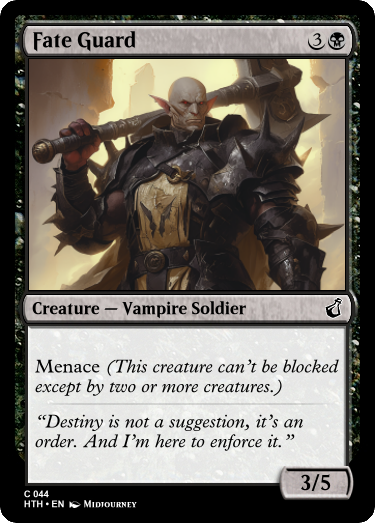 Fate Guard 3
Creature — Vampire Soldier
Menace (This creature can't be blocked
except by two or more creatures.)
“Destiny is not a suggestion, it's an
order. And I'm here to enforce it.”
3/5
C 044
HTH • EN Midjourney